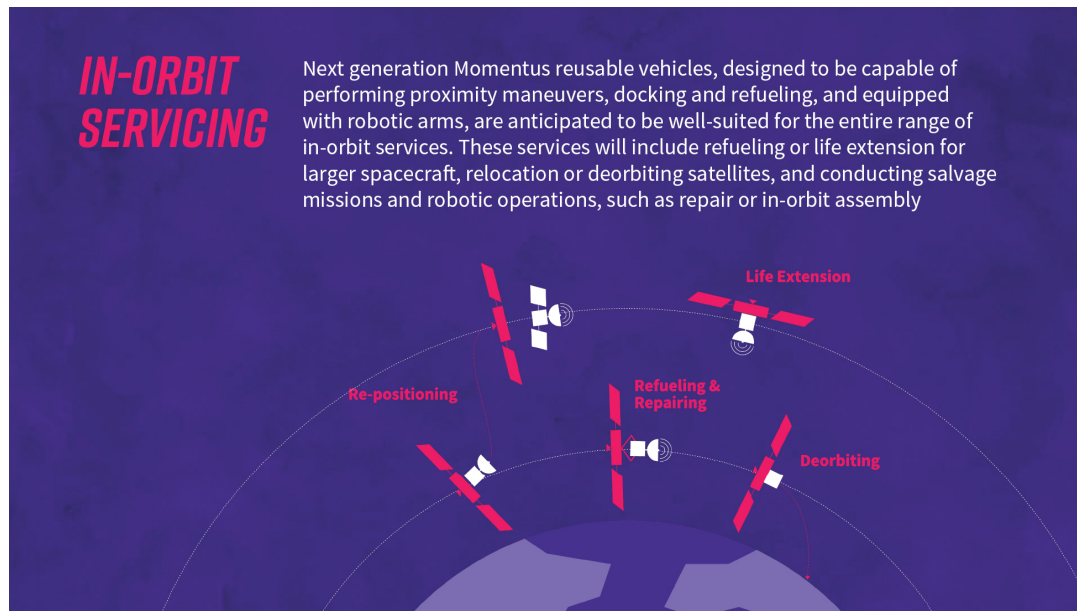 IN-ORBIT
SERVICING
Next generation Momentus reusable vehicles, designed to be capable of
performing proximity maneuvers, docking and refueling, and equipped
with robotic arms, are anticipated to be well-suited for the entire range of
in-orbit services. These services will include refueling or life extension for
larger spacecraft, relocation or deorbiting satellites, and conducting salvage
missions and robotic operations, such as repair or in-orbit assembly
Life Extension
Re-positioning
Refueling &
Repairing
Deorbiting